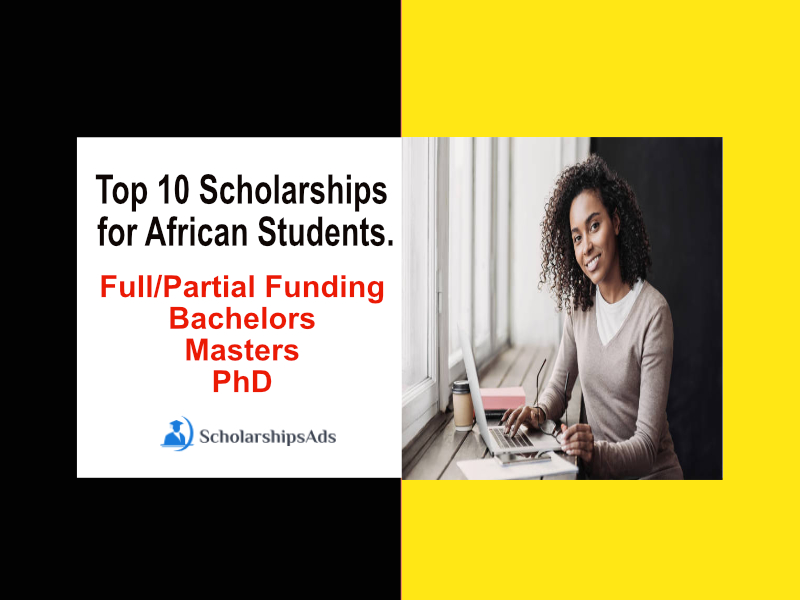 Top 10 Scholarships
for African Students.
Full/Partial Funding
Bachelors
Masters
PhD
ScholarshipsAds